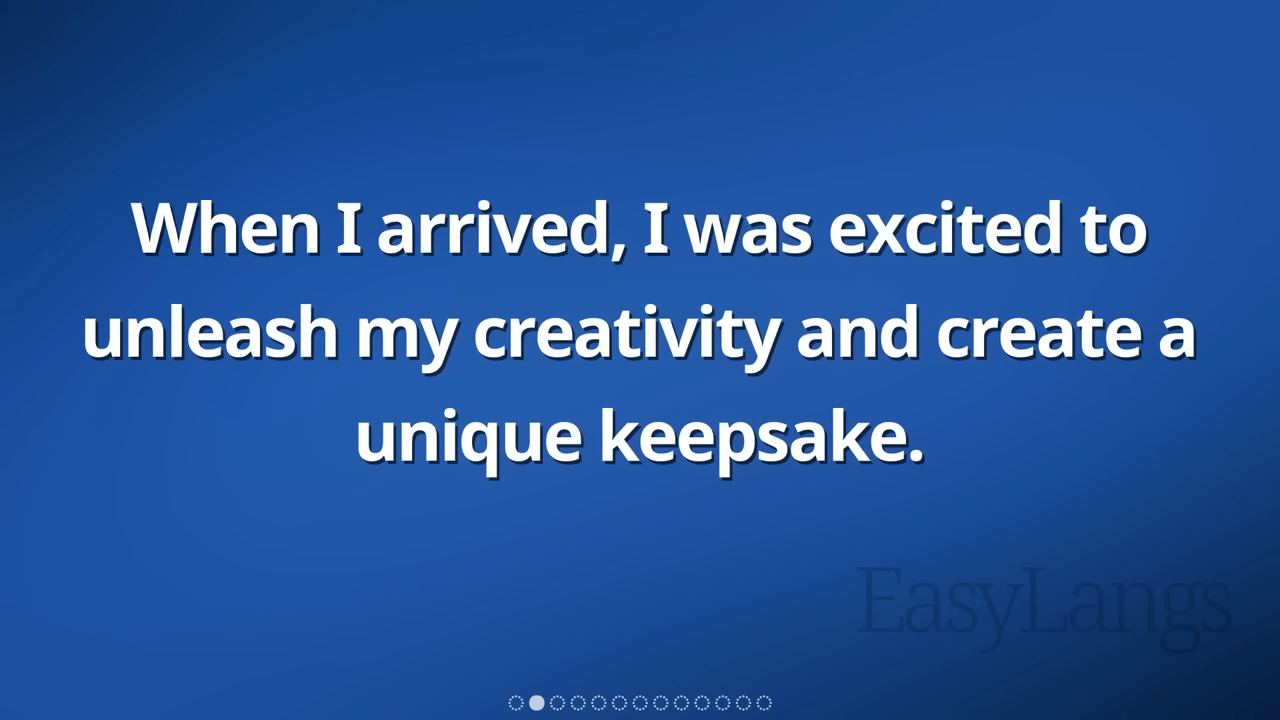 When I arrived, I was excited to
unleash my creativity and create a
unique keepsake.
EasyLangs